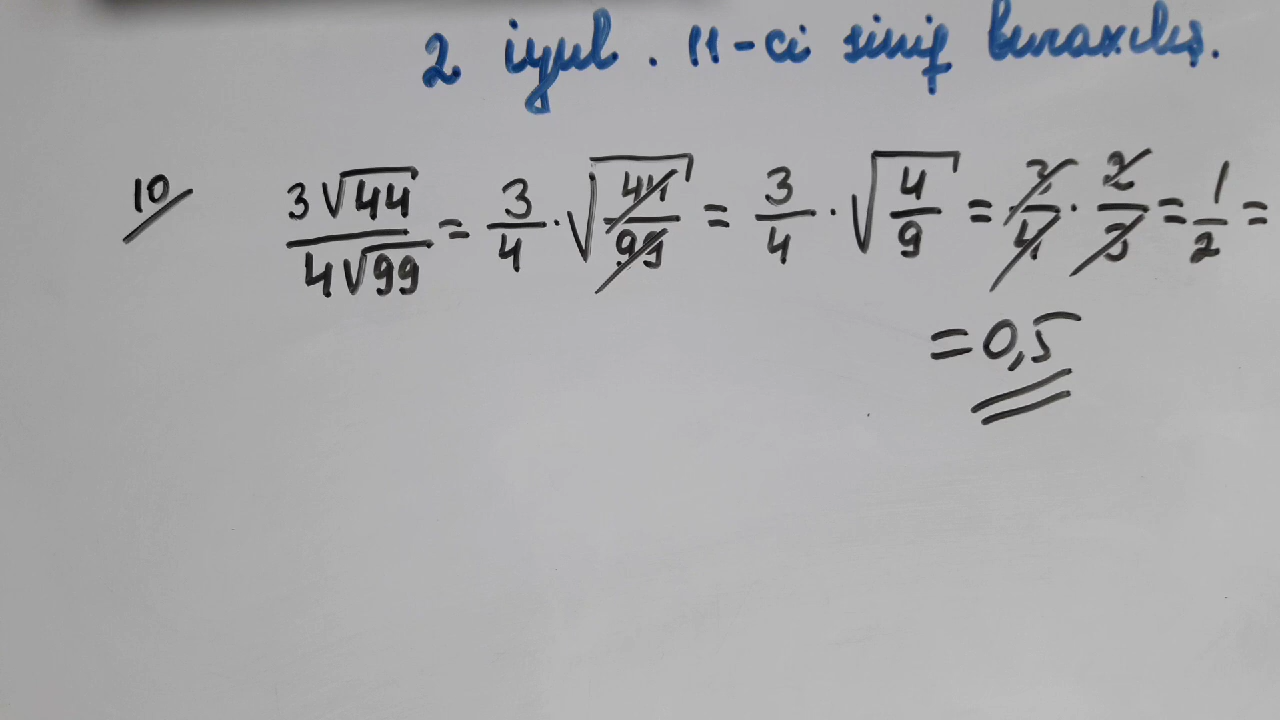 2 iyul. 11-ci sinif buraxılış.
10/ 3√44 / 4√99 = 3/4 · √(44/99) = 3/4 · √(4/9) = 3/4 · 2/3 = 1/2 =
= 0,5